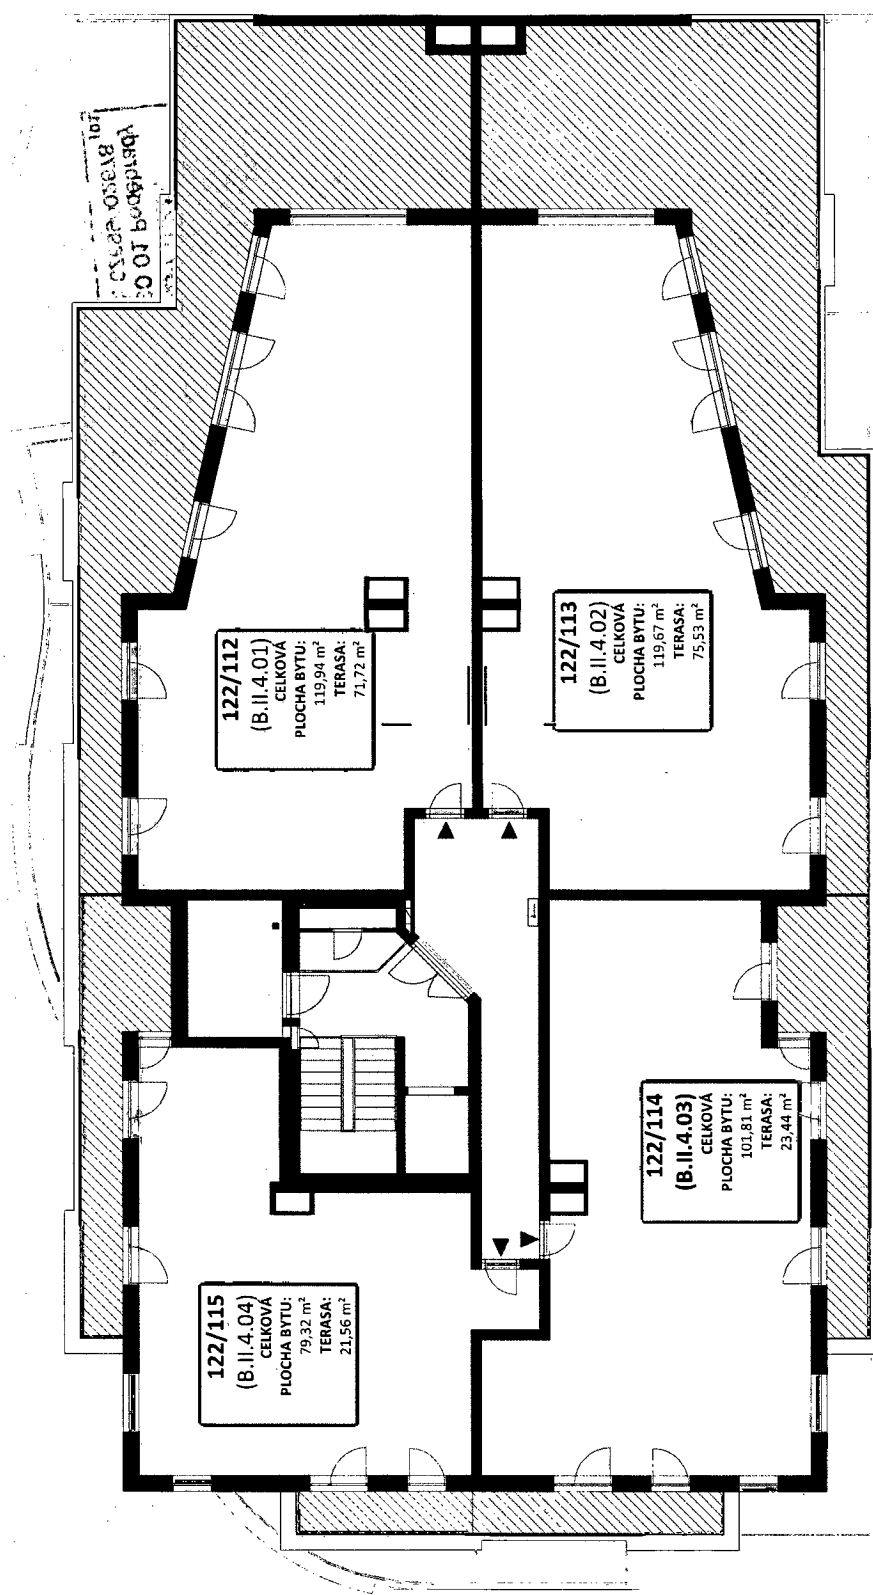 122/112
(B.II.4.01)
CELKOVÁ
PLOCHA BYTU:
119,94 m²
TERASA:
71,72 m²
122/113
(B.II.4.02)
CELKOVÁ
PLOCHA BYTU:
119,67 m²
TERASA:
75,53 m²
122/114
(B.II.4.03)
CELKOVÁ
PLOCHA BYTU:
101,81 m²
TERASA:
23,44 m²
122/115
(B.II.4.04)
CELKOVÁ
PLOCHA BYTU:
79,32 m²
TERASA:
21,56 m²
01 Poděbrady